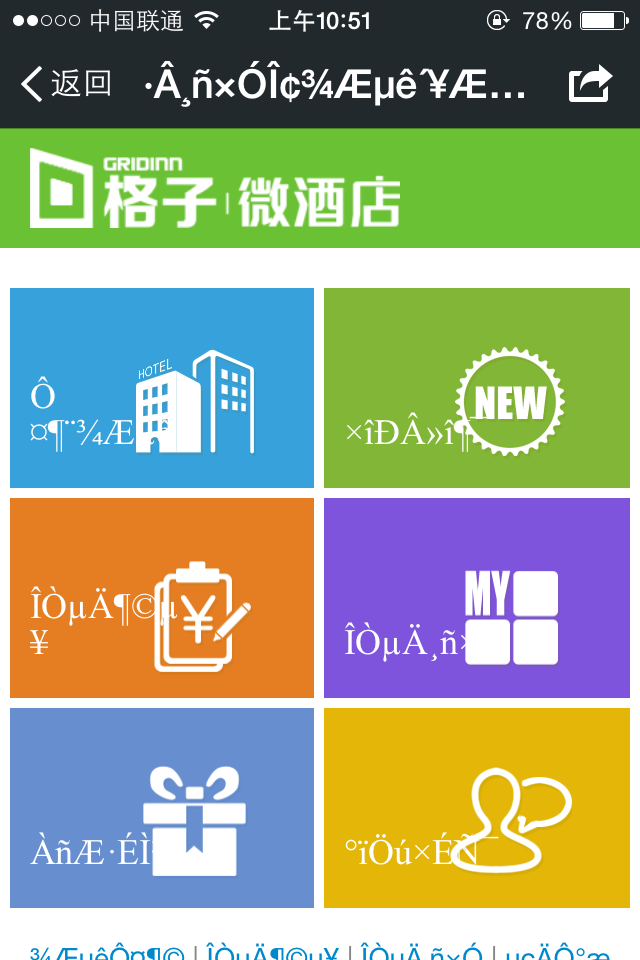 中国联通 上午10:51 78%
返回 ·Â¸ñ×ÓÎ¢¾Æµê´¥Æ...
GRIDINN
格子 | 微酒店
HOTEL
Ô
¤¶¨¾Æ
NEW
×îÐÂ»î¶
ÎÒµÄ¶©µ
¥
MY
ÎÒµÄ¸ñ×
ÀñÆ·ÉÌ
°ïÖú×ÉÑ¯
¾ÆµêÔ¤¶© | ÎÒµÄ¶©µ¥ | ÎÒµÄ¸ñ×Ó | µçÄÔ°æ